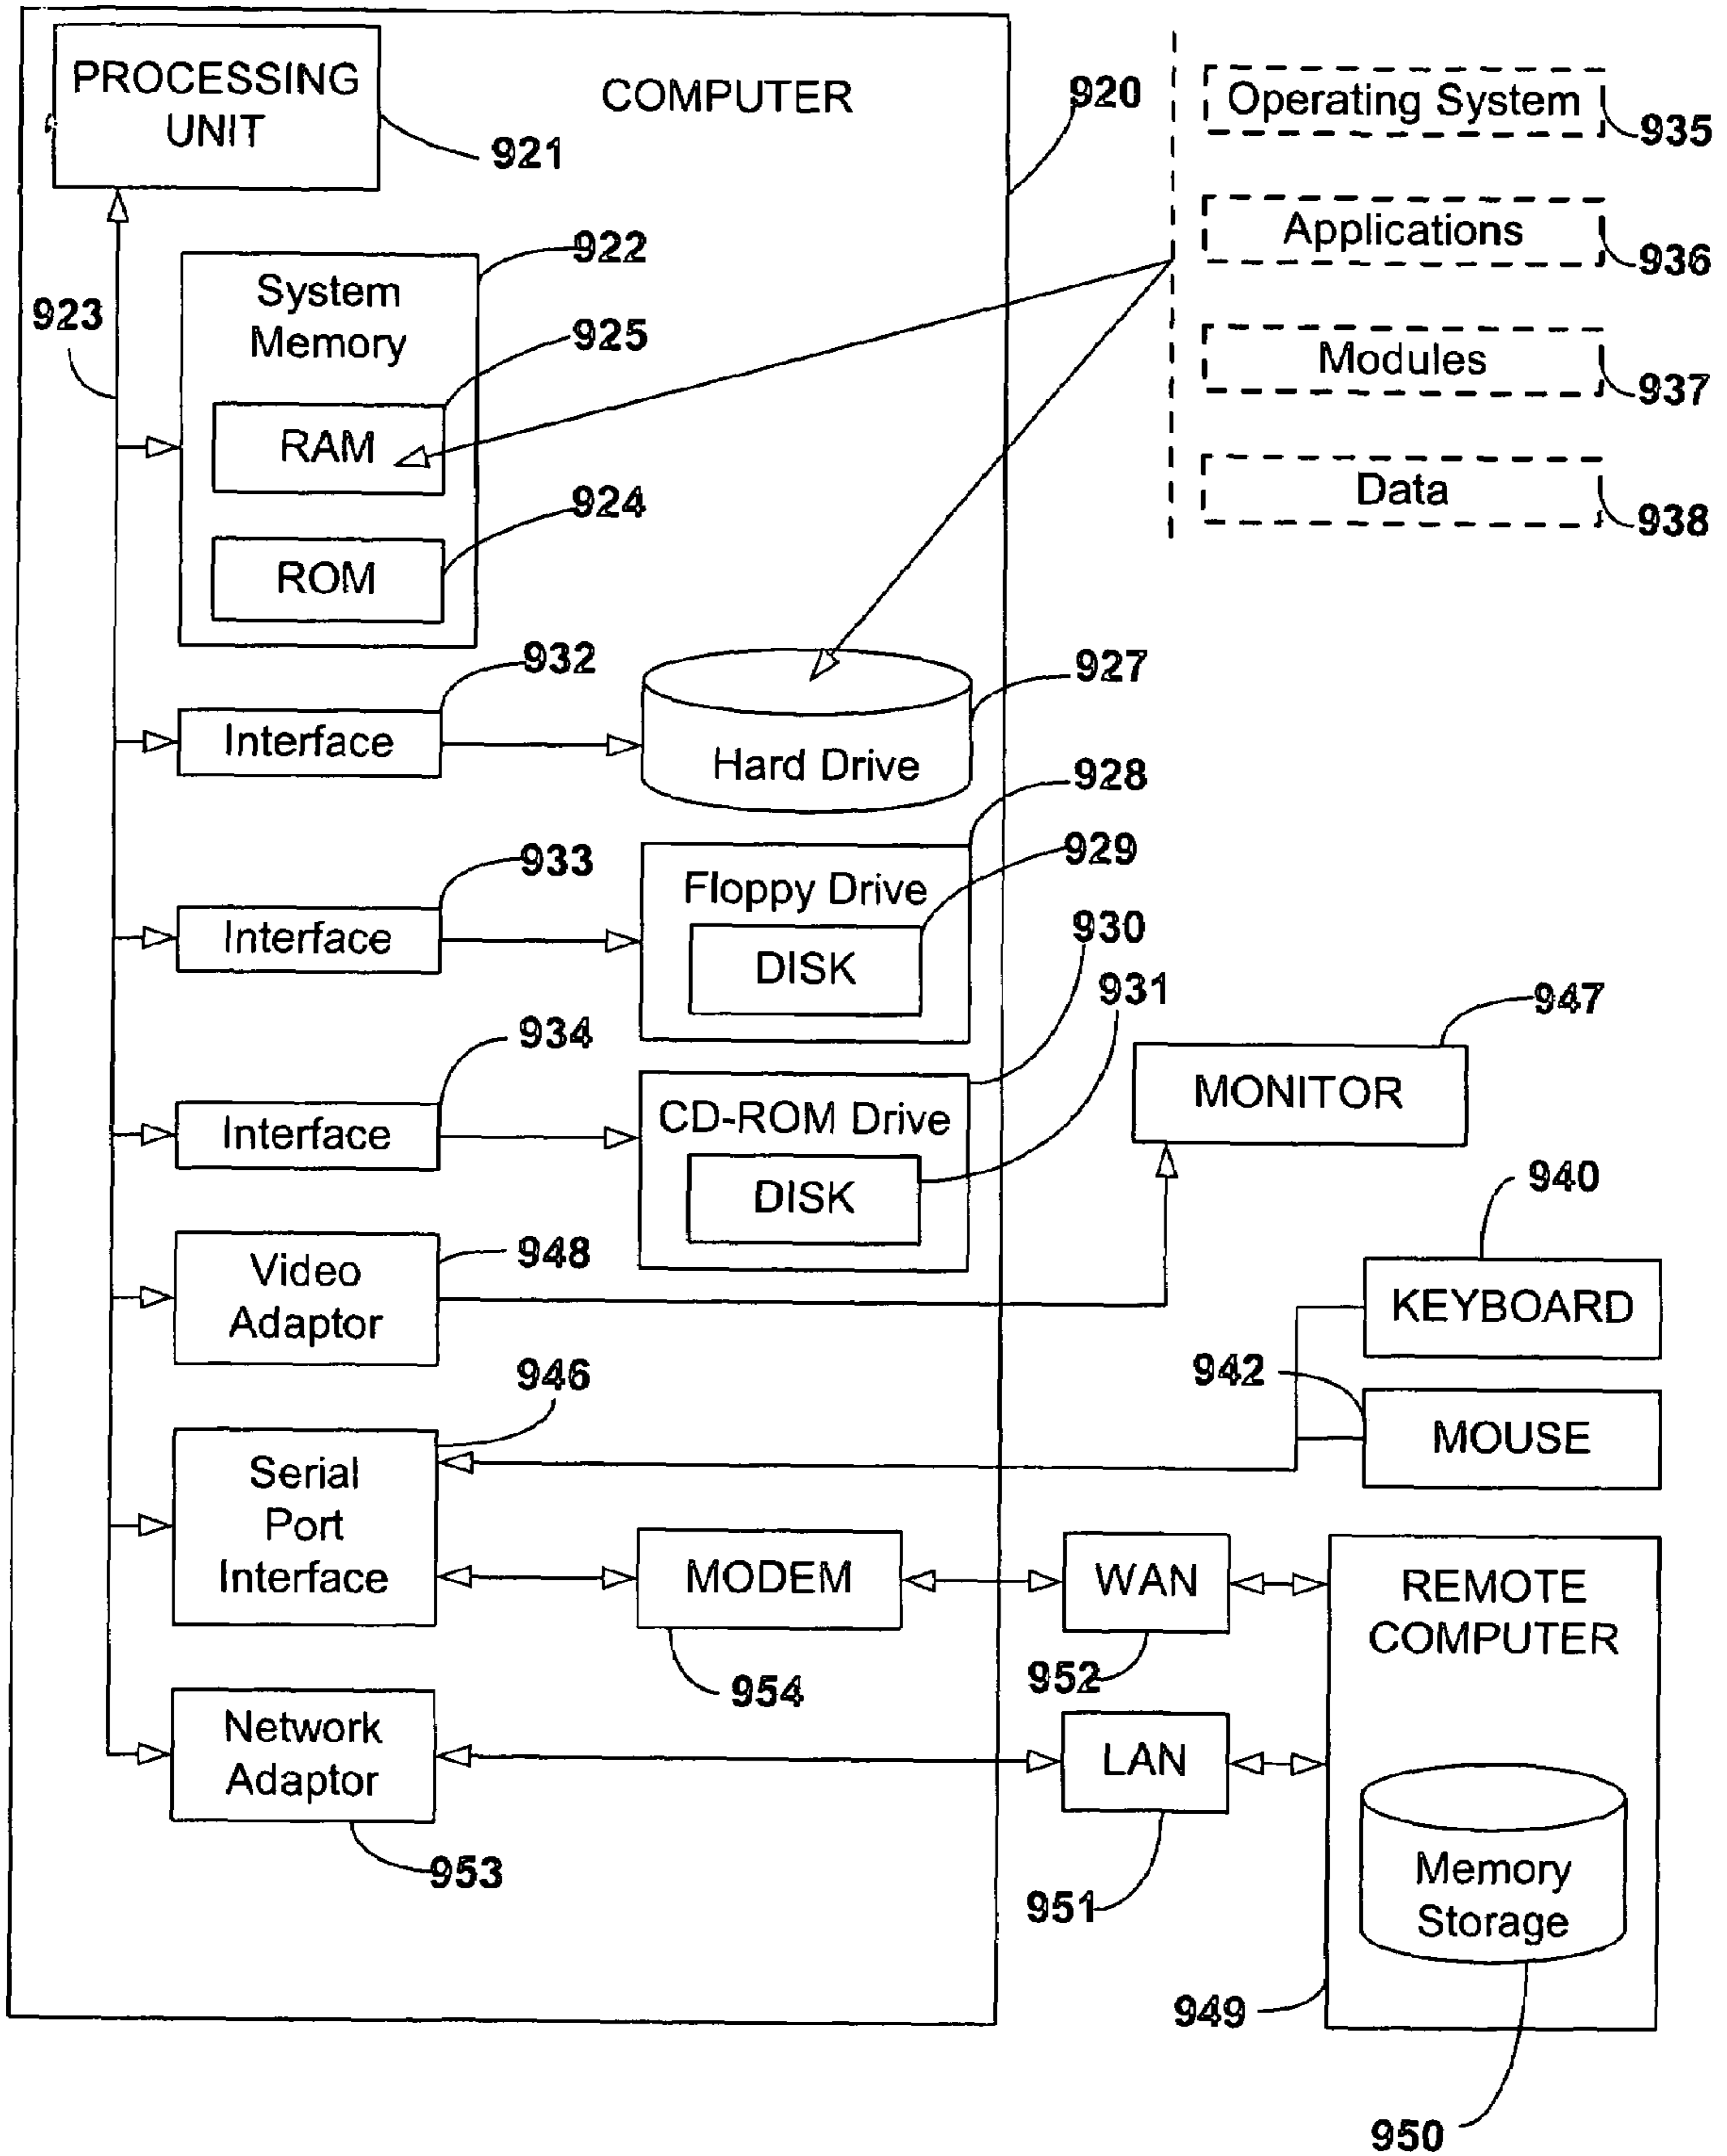 PROCESSING
UNIT
921
COMPUTER
920
Operating System
935
Applications
936
Modules
937
Data
938
923
System
Memory
922
RAM
925
ROM
924
Interface
932
Hard Drive
927
Interface
933
Floppy Drive
928
DISK
929
Interface
934
CD-ROM Drive
930
DISK
931
MONITOR
947
Video
Adaptor
948
KEYBOARD
940
MOUSE
942
Serial
Port
Interface
946
MODEM
954
WAN
952
REMOTE
COMPUTER
949
Network
Adaptor
953
LAN
951
Memory
Storage
950